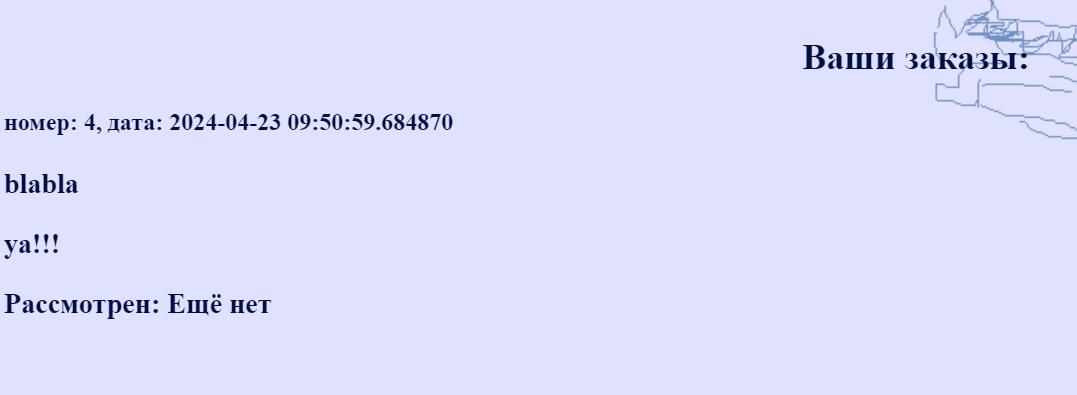 Ваши заказы:
номер: 4, дата: 2024-04-23 09:50:59.684870
blabla
ya!!!
Рассмотрен: Ещё нет